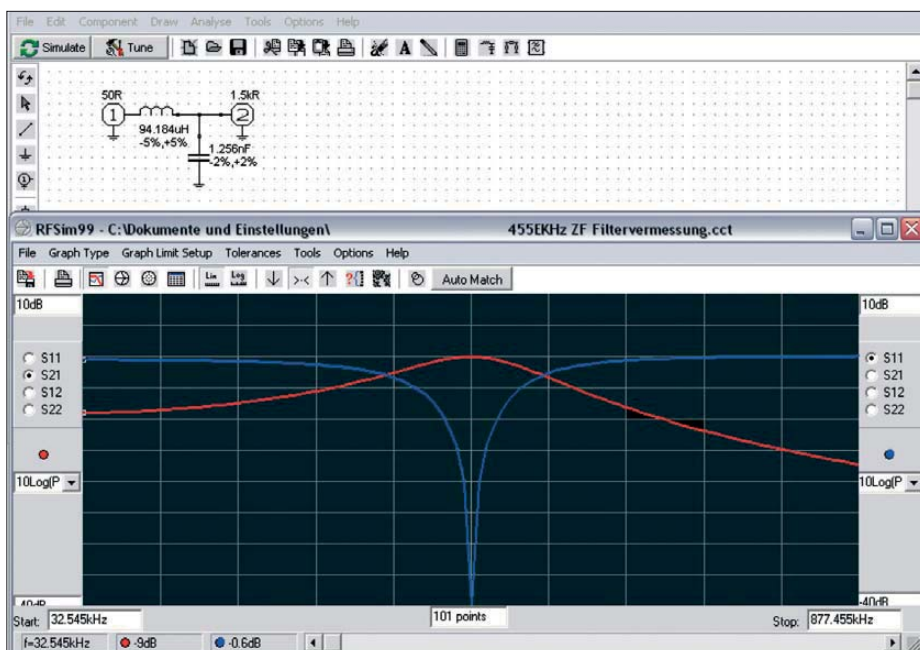 File Edit Component Draw Analyse Tools Options Help
Simulate Tune A
50R 1.5kR
1 2
94.184uH
-5%,+5%
1.256nF
-2%,+2%
RFSim99 - C:\Dokumente und Einstellungen\ 455EKHz ZF Filtervermessung.cct
File Graph Type Graph Limit Setup Tolerances Tools Options Help
Lin Log Auto Match
10dB 10dB
S11 S11
S21 S21
S12 S12
S22 S22
10Log(P 10Log(P
-40dB -40dB
Start: 32.545kHz 101 points Stop: 877.455kHz
f=32.545kHz -9dB -0.6dB